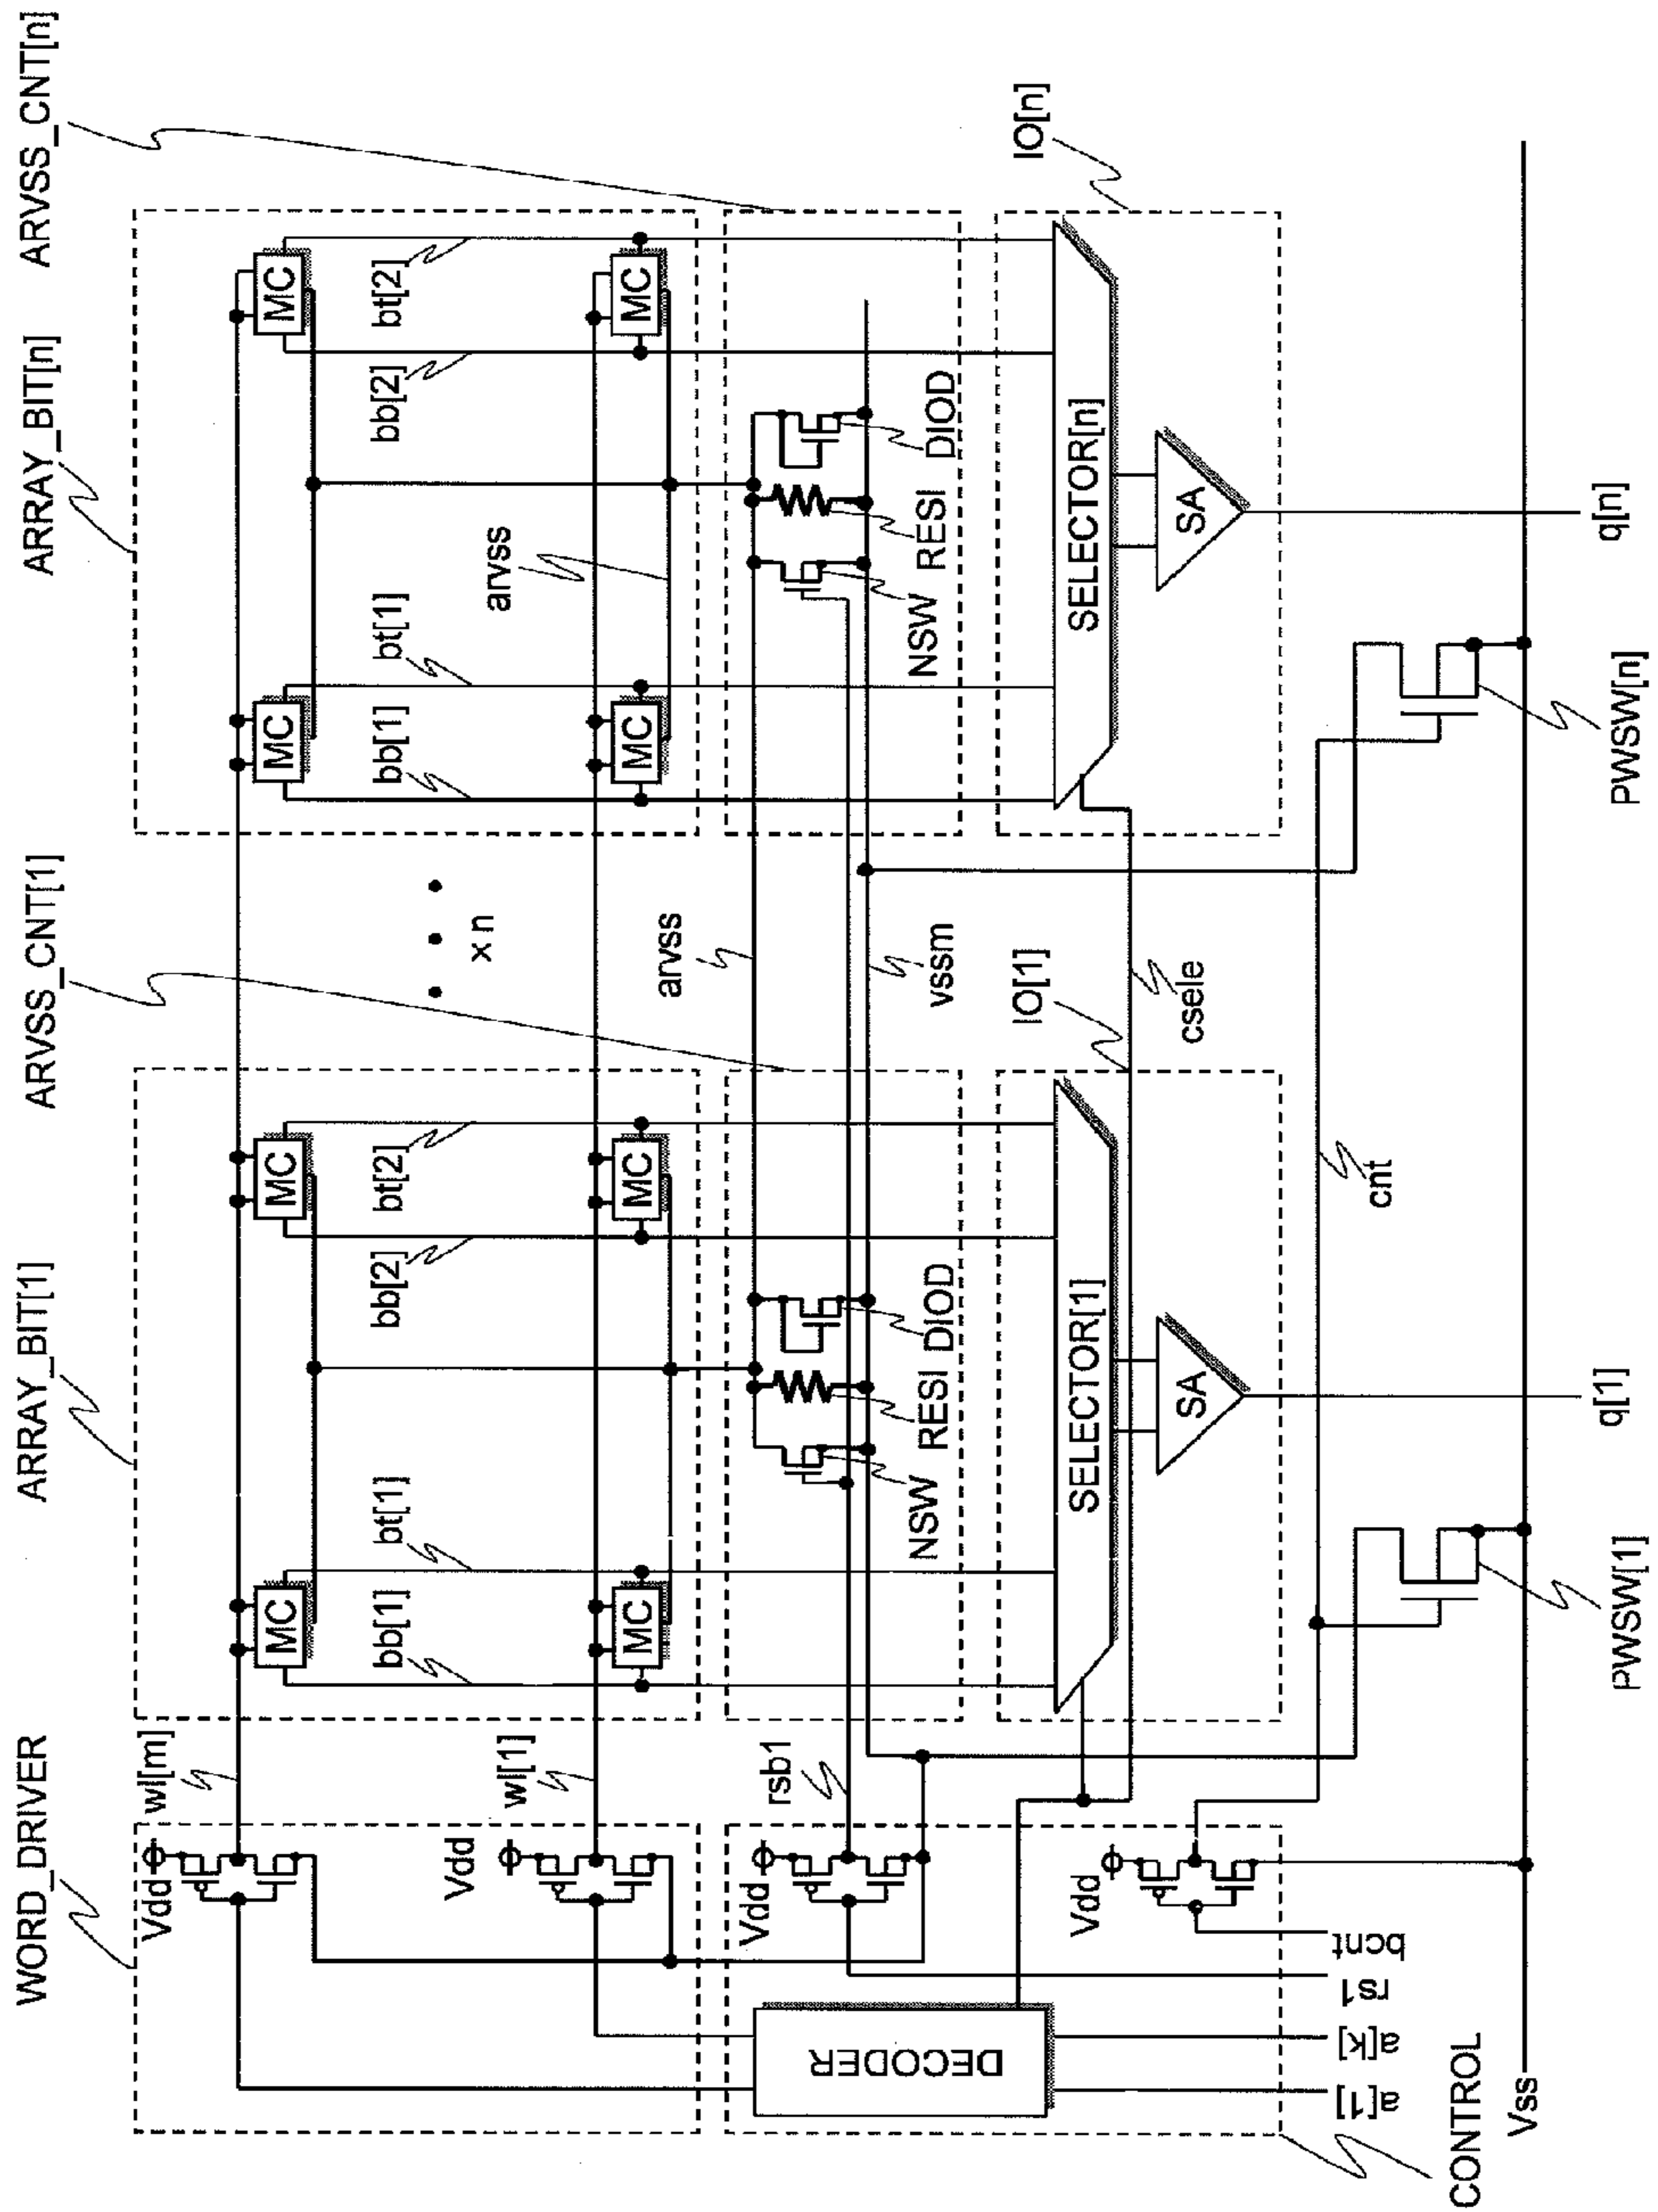 WORD_DRIVER
ARRAY_BIT[1]
ARVSS_CNT[1]
ARRAY_BIT[n]
ARVSS_CNT[n]
Vdd
wl[m]
MC
MC
MC
MC
bb[1]
bt[1]
bb[2]
bt[2]
x n
bb[1]
bt[1]
bb[2]
bt[2]
Vdd
wl[1]
MC
MC
arvss
MC
MC
arvss
Vdd
rsb1
NSW
RESI
DIOD
vssm
NSW
RESI
DIOD
IO[1]
IO[n]
DECODER
SELECTOR[1]
SELECTOR[n]
Vdd
csele
SA
SA
cnt
a[1]
a[k]
rs1
bcnt
CONTROL
Vss
PWSW[1]
q[1]
PWSW[n]
q[n]